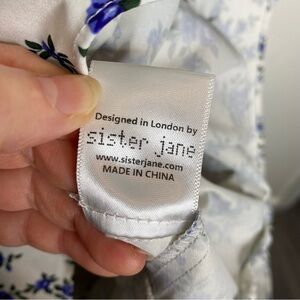 Designed in London by
sister jane
www.sisterjane.com
MADE IN CHINA